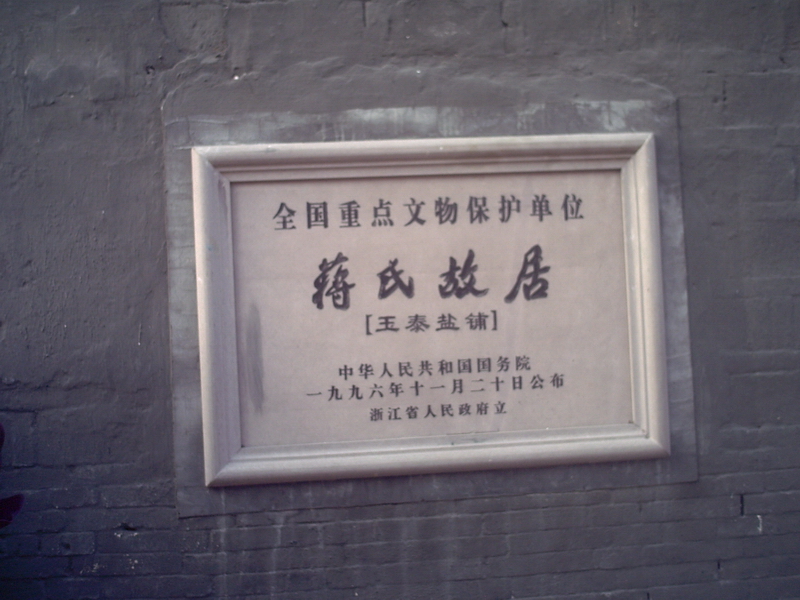 全国重点文物保护单位
蒋氏故居
[玉泰盐铺]
中华人民共和国国务院
一九九六年十一月二十日公布
浙江省人民政府立